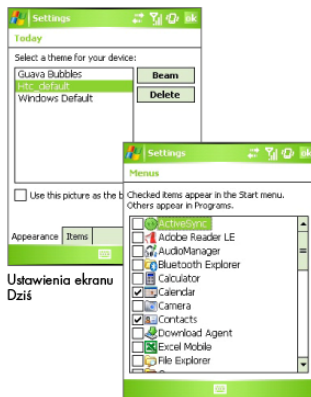 Settings
ok
Today
Select a theme for your device:
Guava Bubbles
Htc_default
Windows Default
Beam
Delete
Use this picture as the b
Appearance Items
Ustawienia ekranu
Dziś
Settings
ok
Menus
Checked items appear in the Start menu.
Others appear in Programs.
ActiveSync
Adobe Reader LE
AudioManager
Bluetooth Explorer
Calculator
Calendar
Camera
Contacts
Download Agent
Excel Mobile
File Explorer